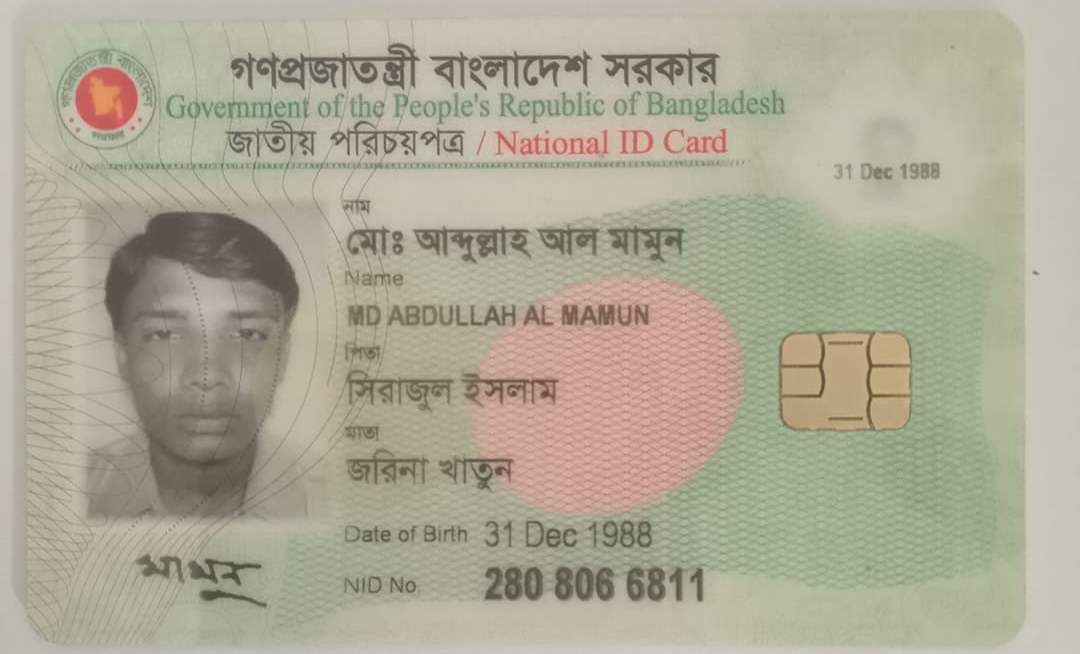 গণপ্রজাতন্ত্রী বাংলাদেশ সরকার
Government of the People's Republic of Bangladesh
জাতীয় পরিচয়পত্র / National ID Card
31 Dec 1988
নাম
মোঃ আব্দুল্লাহ আল মামুন
Name
MD ABDULLAH AL MAMUN
পিতা
সিরাজুল ইসলাম
মাতা
জরিনা খাতুন
Date of Birth 31 Dec 1988
NID No. 280 806 6811
মামুন